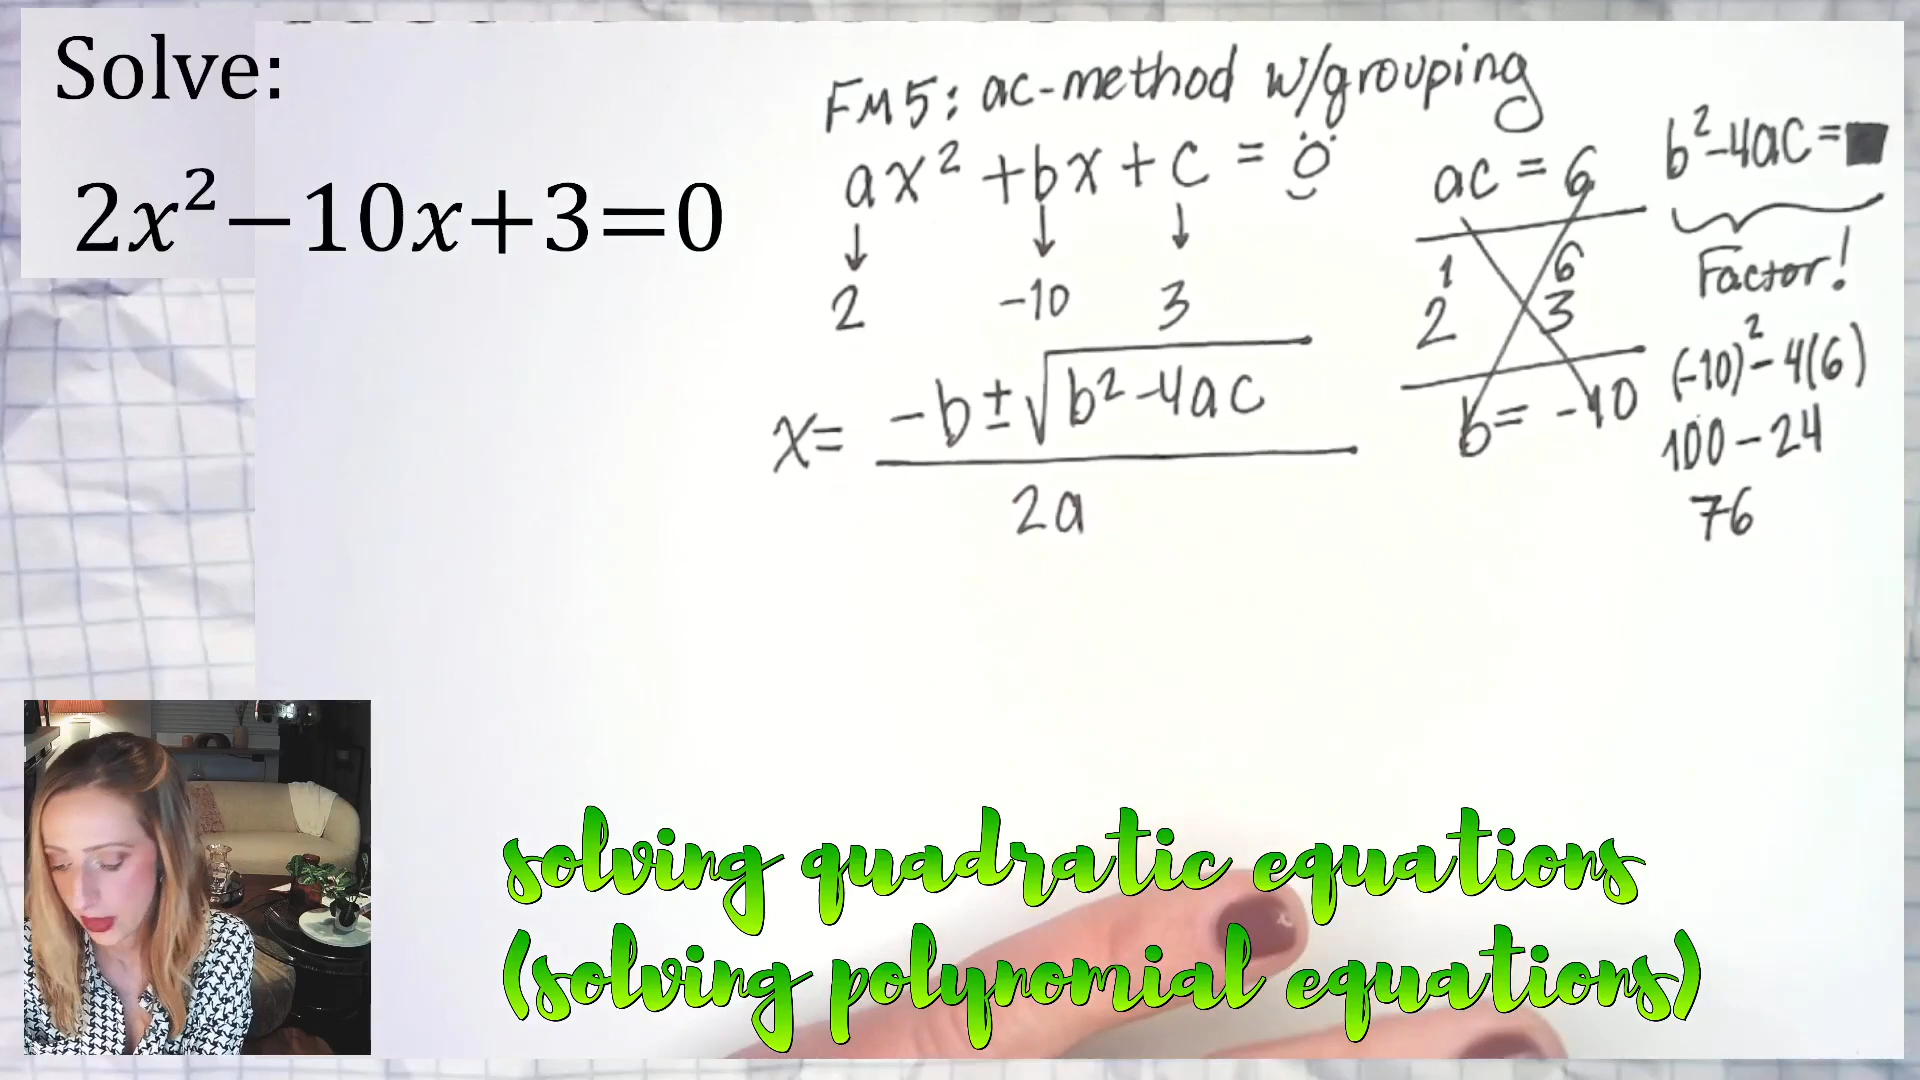 Solve:
2x²−10x+3=0
FM5: ac-method w/grouping
ax² + bx + c = 0
↓ ↓ ↓
2 -10 3
x = -b ± √b²-4ac
2a
ac = 6
1 6
2 3
b = -10
b²-4ac = ■
Factor!
(-10)² - 4(6)
100 - 24
76
solving quadratic equations
(solving polynomial equations)